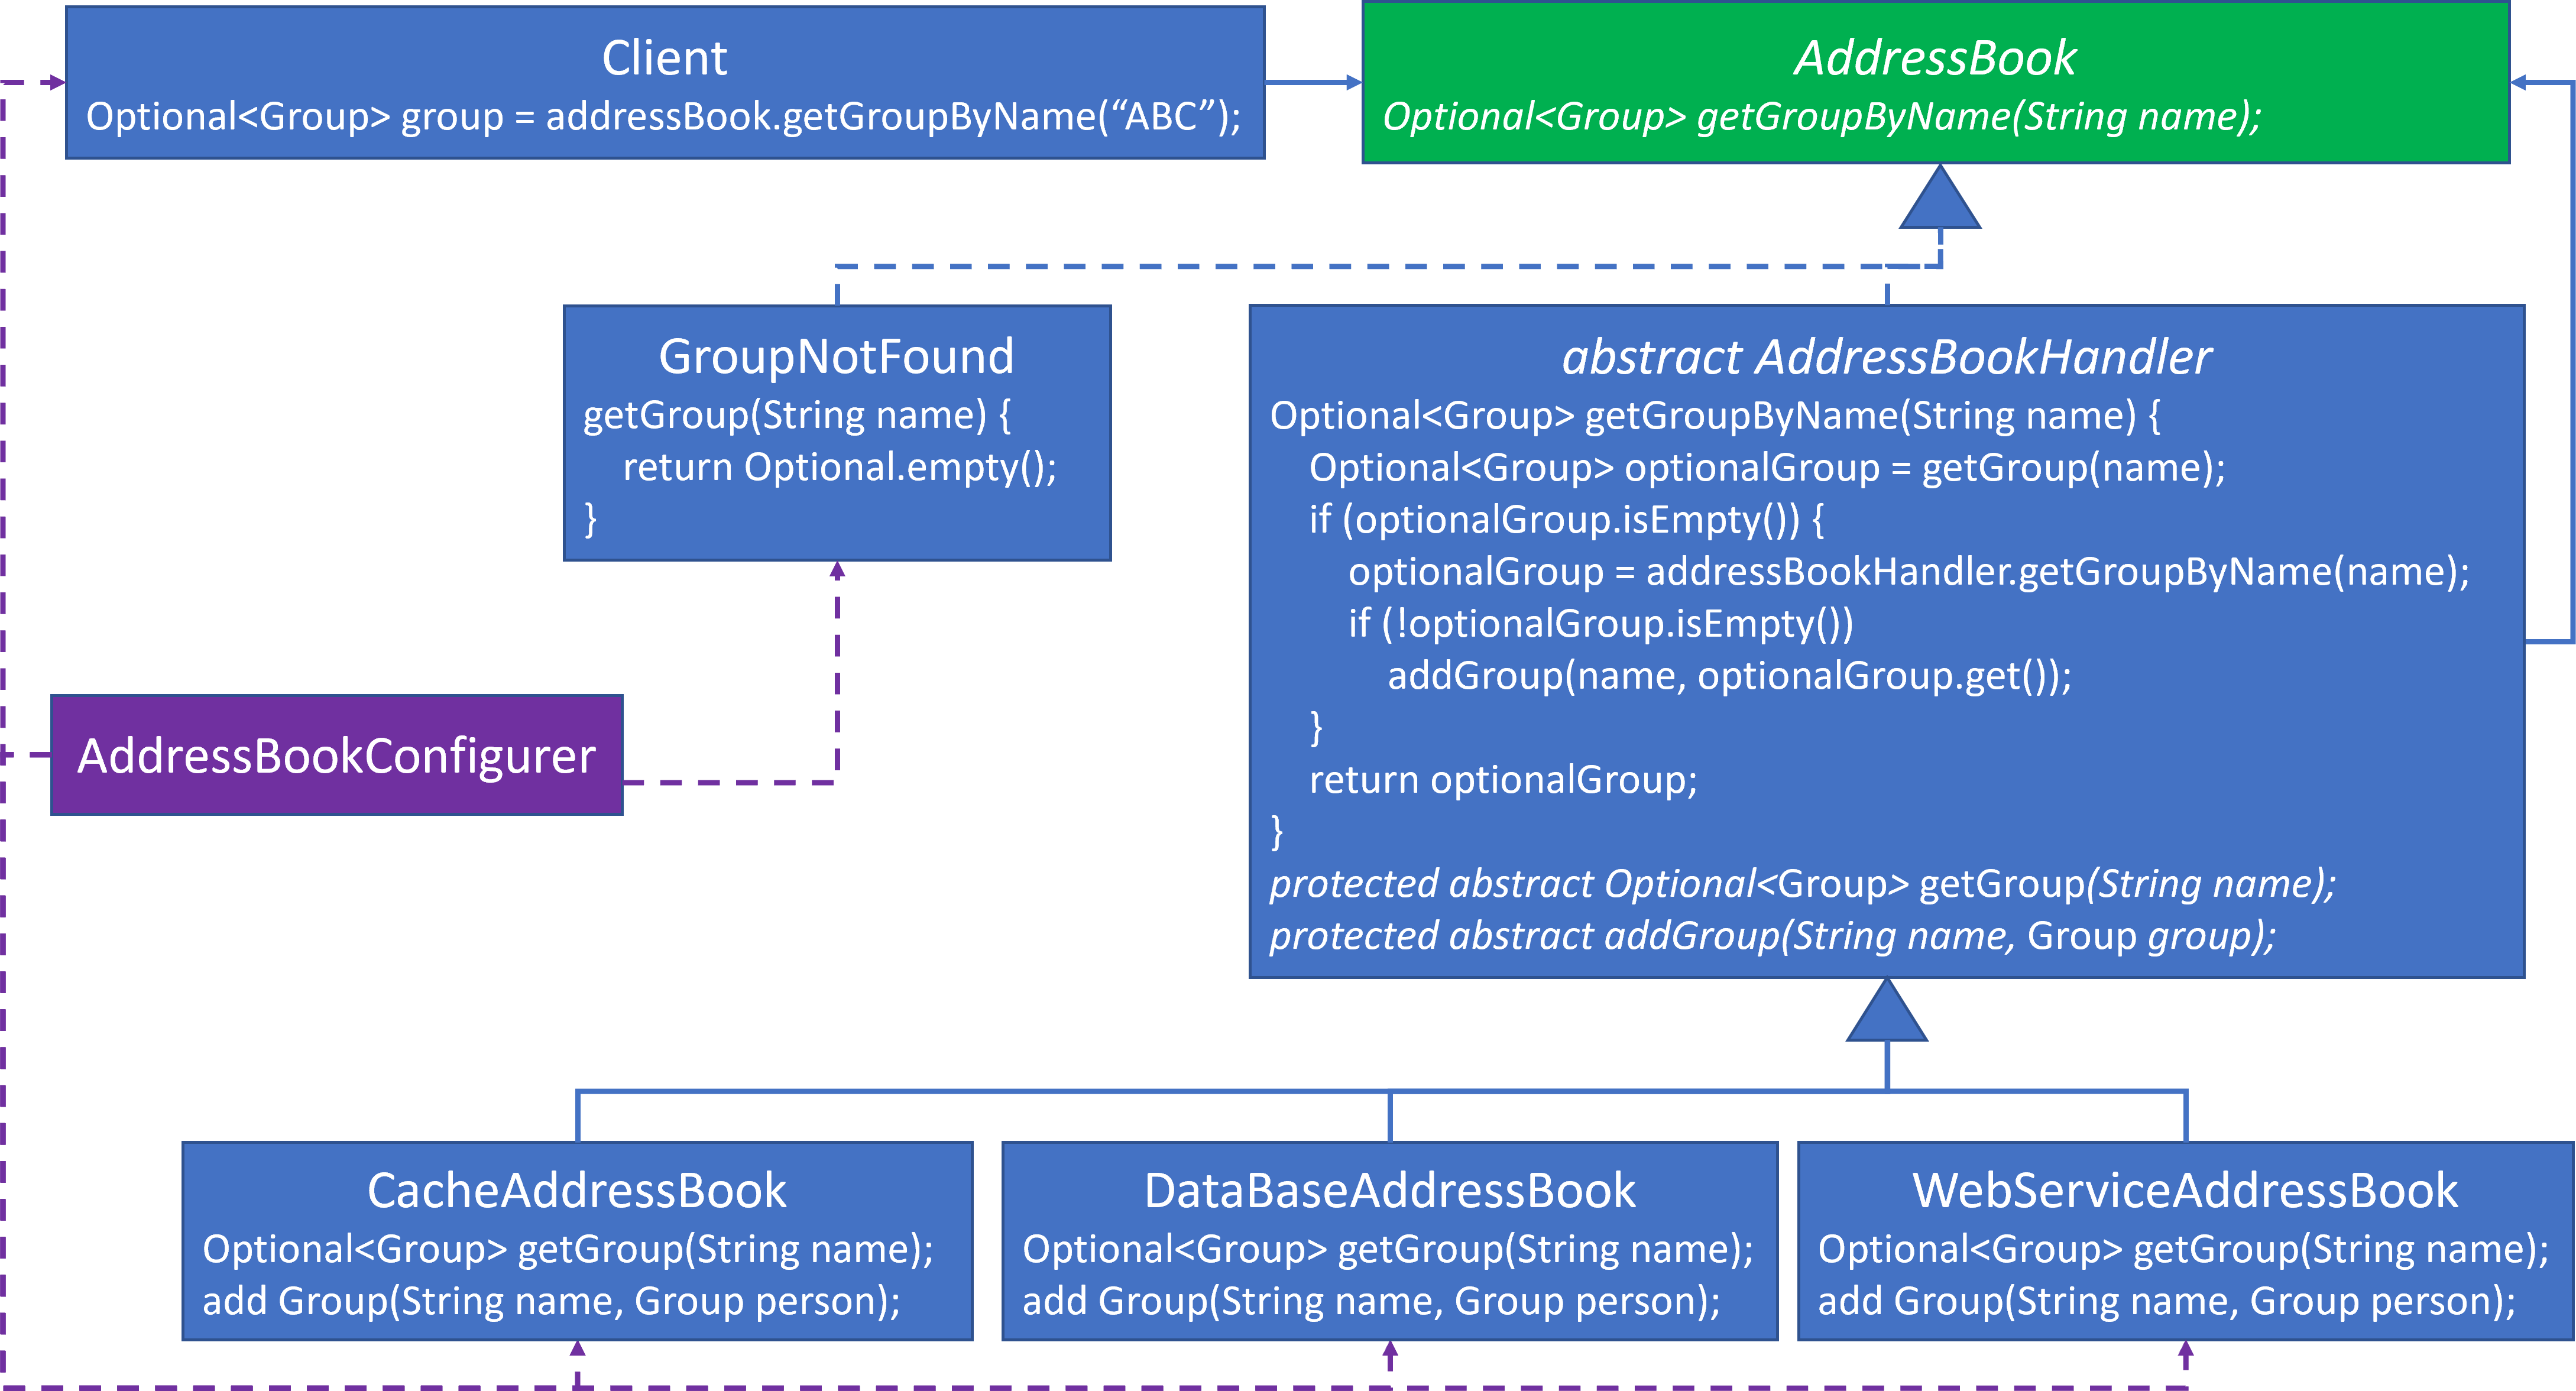 Client
Optional<Group> group = addressBook.getGroupByName(“ABC”);
AddressBook
Optional<Group> getGroupByName(String name);
GroupNotFound
getGroup(String name) {
return Optional.empty();
}
abstract AddressBookHandler
Optional<Group> getGroupByName(String name) {
Optional<Group> optionalGroup = getGroup(name);
if (optionalGroup.isEmpty()) {
optionalGroup = addressBookHandler.getGroupByName(name);
if (!optionalGroup.isEmpty())
addGroup(name, optionalGroup.get());
}
return optionalGroup;
}
protected abstract Optional<Group> getGroup(String name);
protected abstract addGroup(String name, Group group);
AddressBookConfigurer
CacheAddressBook
Optional<Group> getGroup(String name);
add Group(String name, Group person);
DataBaseAddressBook
Optional<Group> getGroup(String name);
add Group(String name, Group person);
WebServiceAddressBook
Optional<Group> getGroup(String name);
add Group(String name, Group person);